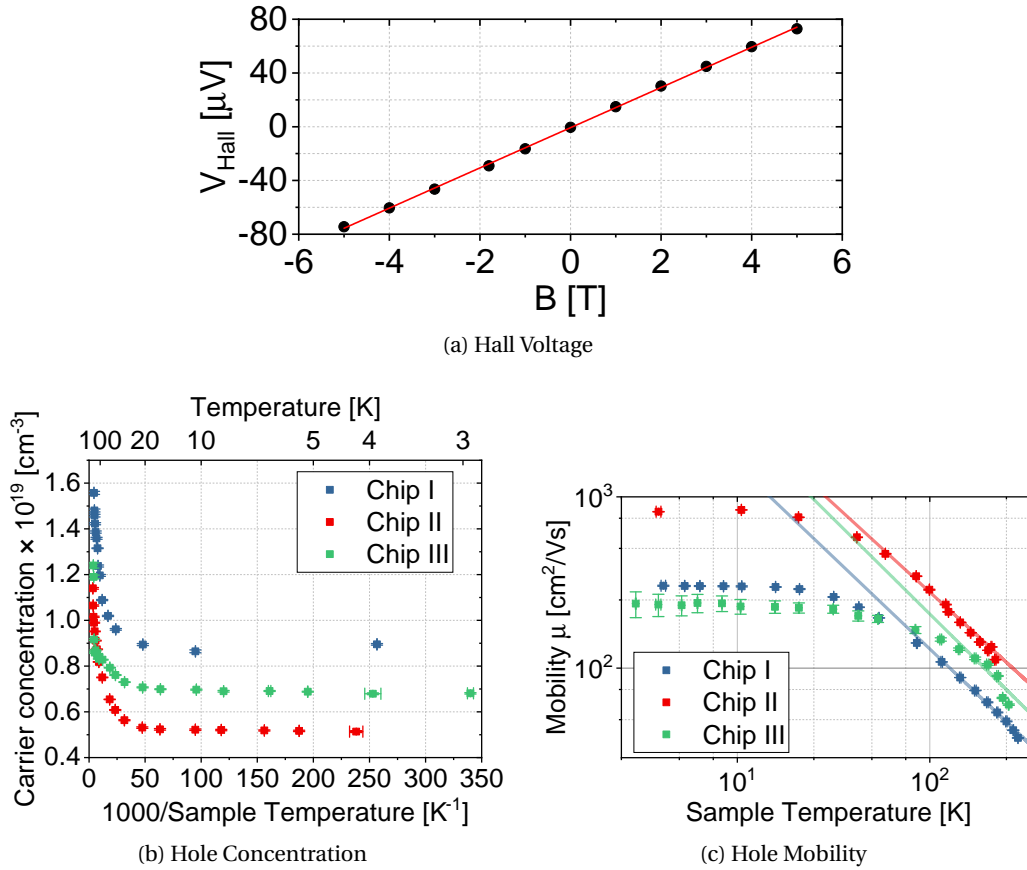 80
40
0
-40
-80
V_Hall [μV]
-6 -4 -2 0 2 4 6
B [T]
(a) Hall Voltage
Temperature [K]
100 20 10 5 4 3
Carrier concentration × 10^19 [cm^-3]
1.6
1.4
1.2
1.0
0.8
0.6
0.4
Chip I
Chip II
Chip III
0 50 100 150 200 250 300 350
1000/Sample Temperature [K^-1]
(b) Hole Concentration
Mobility μ [cm^2/Vs]
10^3
10^2
Chip I
Chip II
Chip III
10^1 10^2
Sample Temperature [K]
(c) Hole Mobility